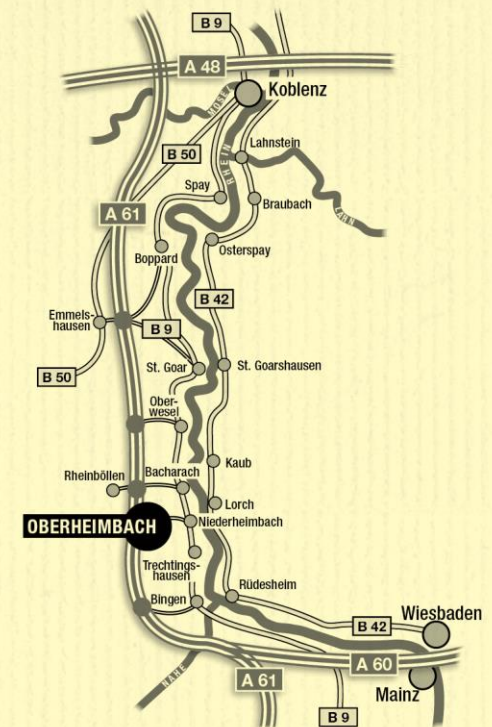 B 9
A 48
MOSEL
Koblenz
B 50
RHEIN
Lahnstein
Spay
Braubach
LAHN
A 61
Osterspay
Boppard
B 42
Emmels-
hausen
B 9
B 50
St. Goar
St. Goarshausen
Ober-
wesel
Kaub
Rheinböllen
Bacharach
Lorch
OBERHEIMBACH
Niederheimbach
Trechtings-
hausen
Bingen
Rüdesheim
Wiesbaden
B 42
A 60
NAHE
A 61
Mainz
B 9